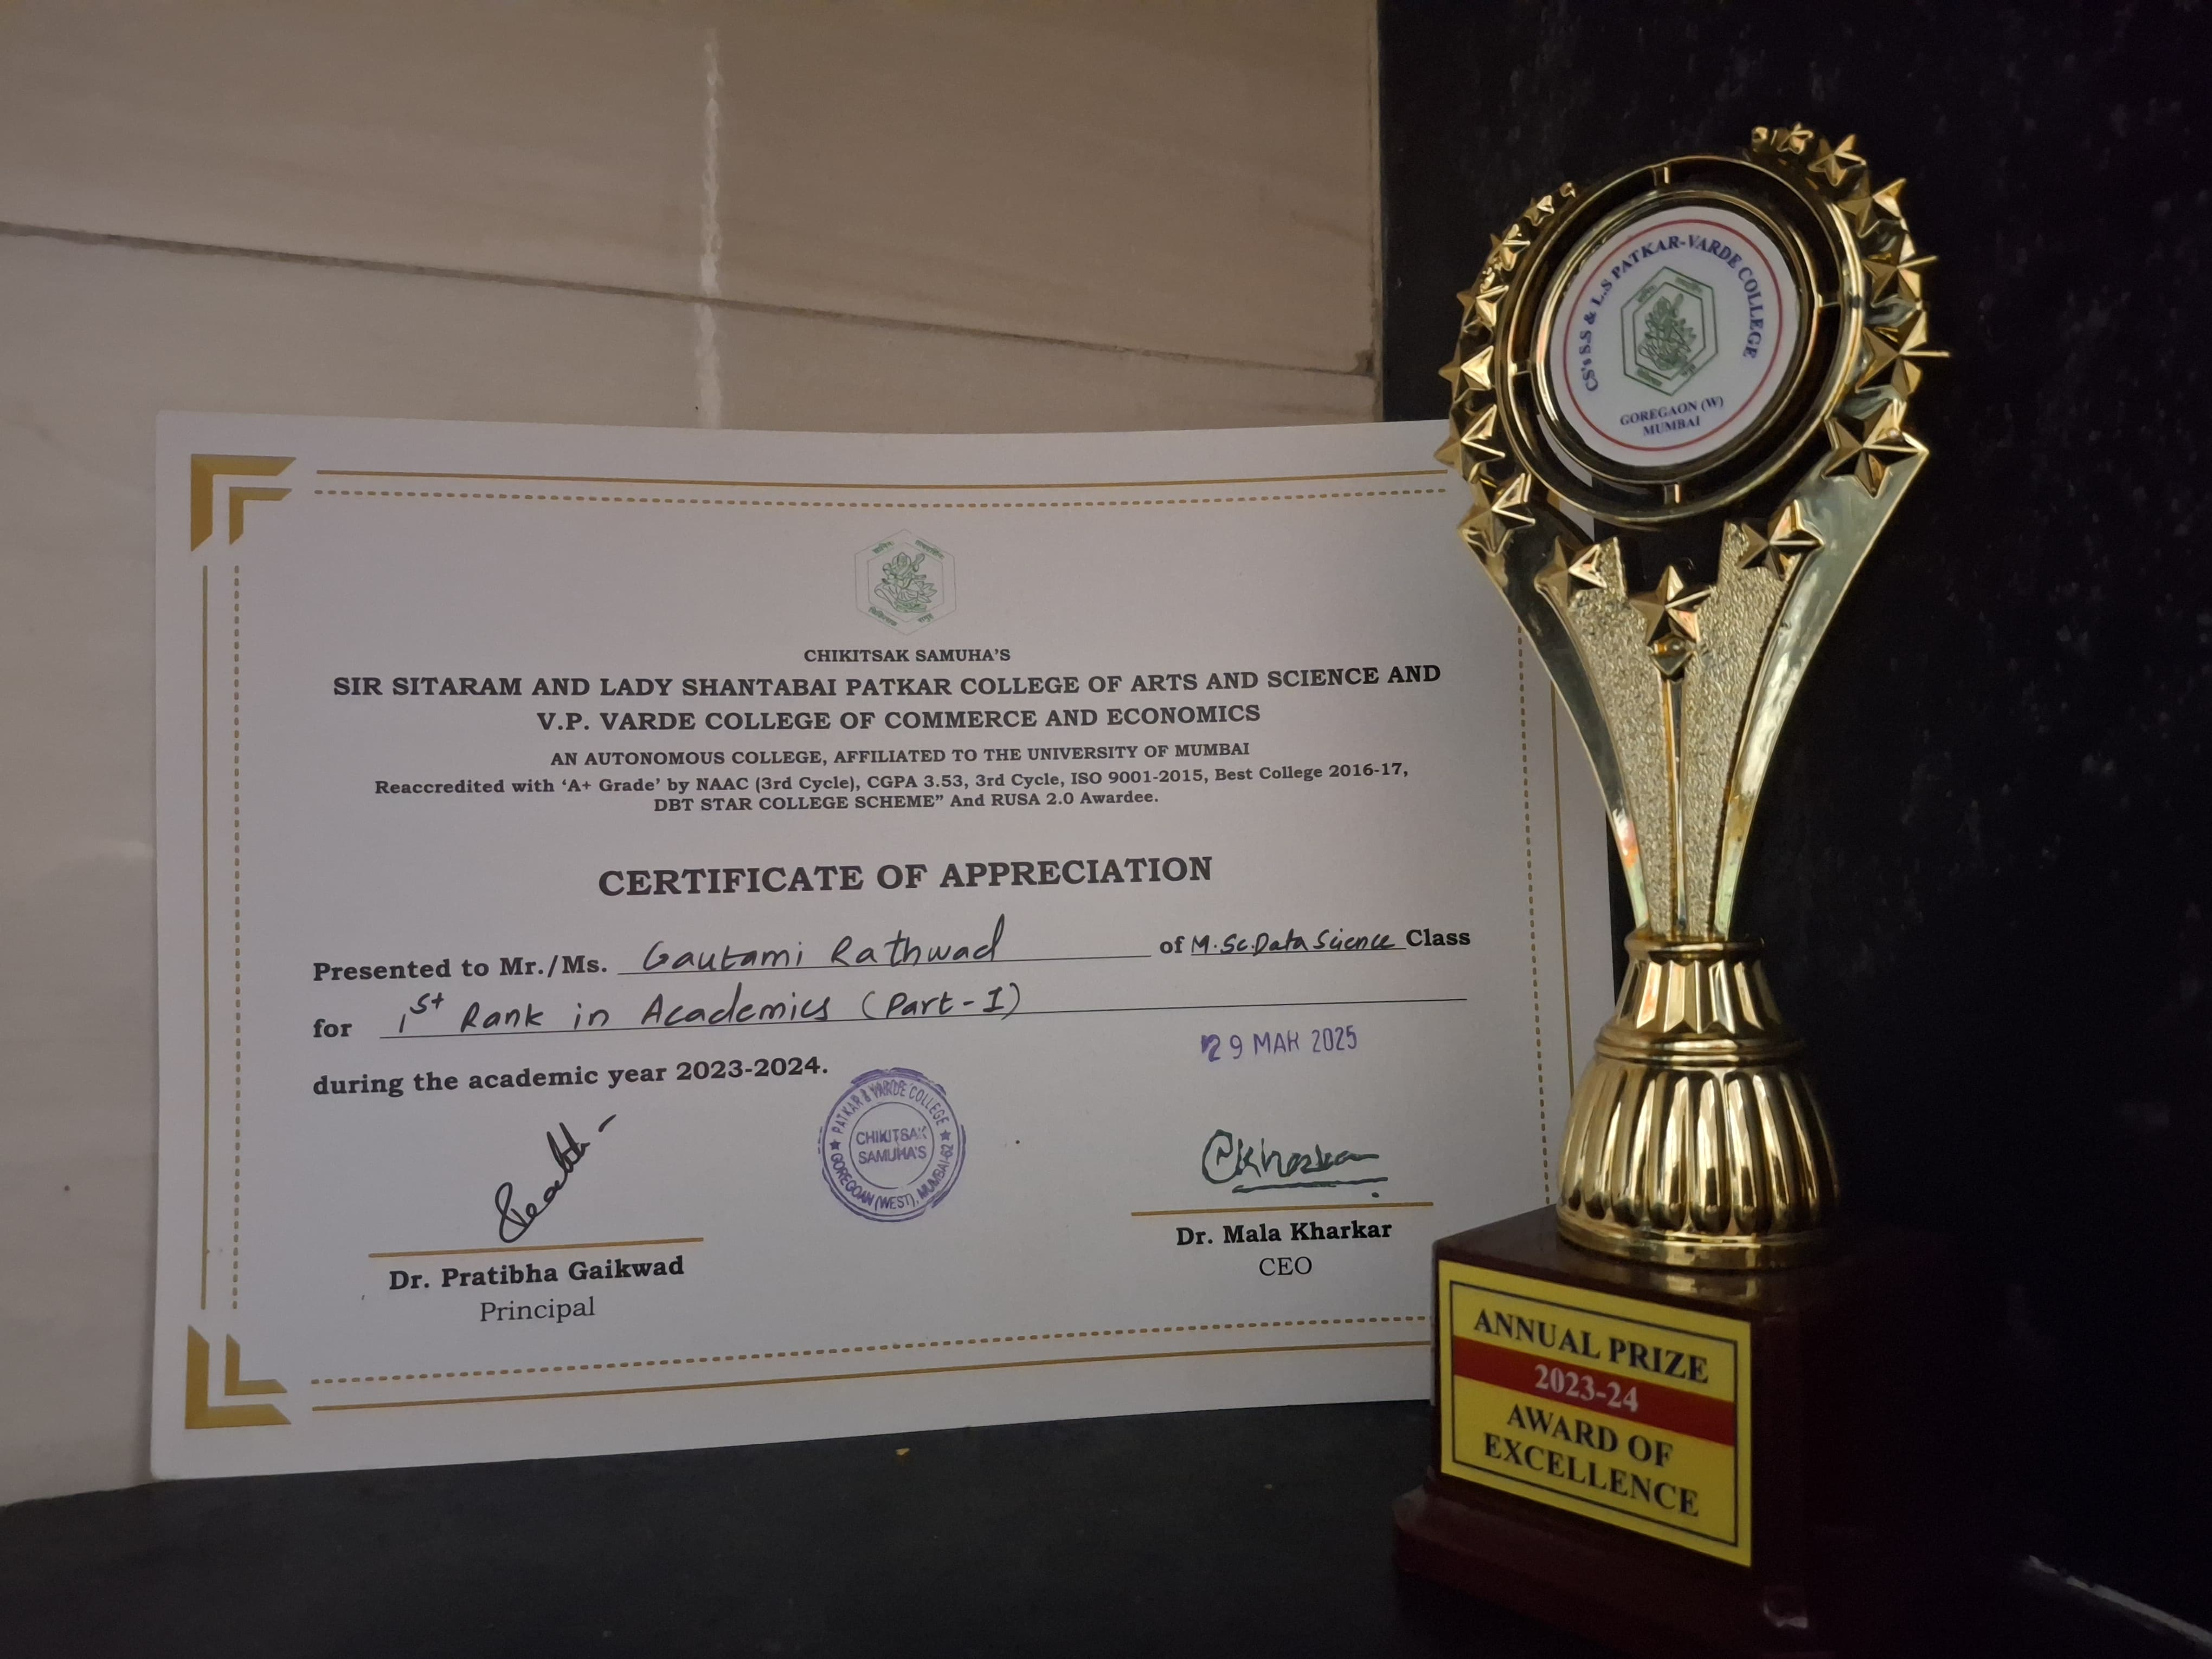 CHIKITSAK SAMUHA'S
SIR SITARAM AND LADY SHANTABAI PATKAR COLLEGE OF ARTS AND SCIENCE AND
V.P. VARDE COLLEGE OF COMMERCE AND ECONOMICS
AN AUTONOMOUS COLLEGE, AFFILIATED TO THE UNIVERSITY OF MUMBAI
Reaccredited with ‘A+ Grade’ by NAAC (3rd Cycle), CGPA 3.53, 3rd Cycle, ISO 9001-2015, Best College 2016-17,
DBT STAR COLLEGE SCHEME” And RUSA 2.0 Awardee.
CERTIFICATE OF APPRECIATION
Presented to Mr./Ms. Gautami Rathwad of M.Sc.Data Science Class
for 1st Rank in Academics (Part-I)
during the academic year 2023-2024.
29 MAR 2025
PATKAR & VARDE COLLEGE
CHIKITSAK
SAMUHA'S
GOREGOAN (WEST), MUMBAI-62
Dr. Pratibha Gaikwad
Principal
Dr. Mala Kharkar
CEO
CS's S.S & L.S PATKAR-VARDE COLLEGE
GOREGAON (W)
MUMBAI
ANNUAL PRIZE
2023-24
AWARD OF
EXCELLENCE